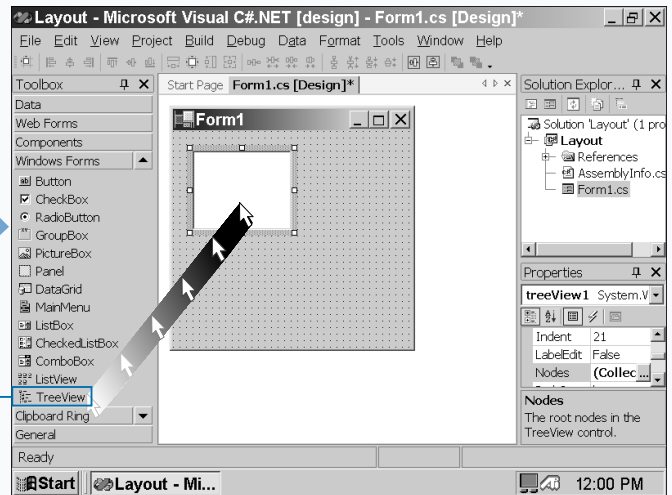 Layout - Microsoft Visual C#.NET [design] - Form1.cs [Design]*
File Edit View Project Build Debug Data Format Tools Window Help
Toolbox
Data
Web Forms
Components
Windows Forms
Button
CheckBox
RadioButton
GroupBox
PictureBox
Panel
DataGrid
MainMenu
ListBox
CheckedListBox
ComboBox
ListView
TreeView
Clipboard Ring
General
Start Page Form1.cs [Design]*
Form1
Solution Explor...
Solution 'Layout' (1 pro
Layout
References
AssemblyInfo.cs
Form1.cs
Properties
treeView1 System.W
Indent 21
LabelEdit False
Nodes (Collec ...
Nodes
The root nodes in the
TreeView control.
Ready
Start Layout - Mi... 12:00 PM